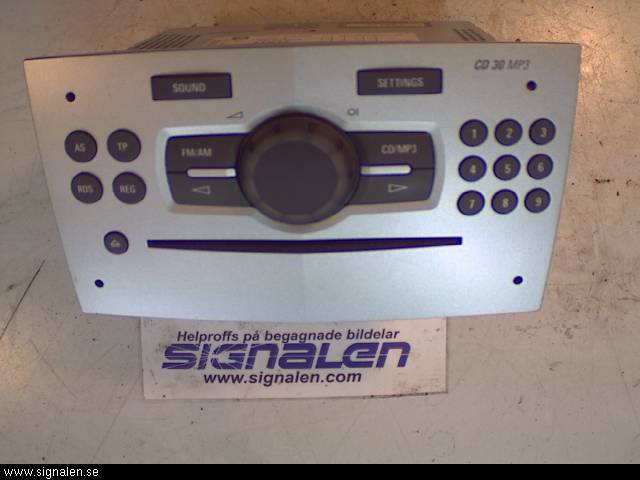 CD 30 MP3
SOUND
SETTINGS
AS
TP
FM/AM
CD/MP3
1
2
3
4
5
6
RDS
REG
7
8
9
Helproffs på begagnade bildelar
SIGNALEN
www.signalen.com
www.signalen.se